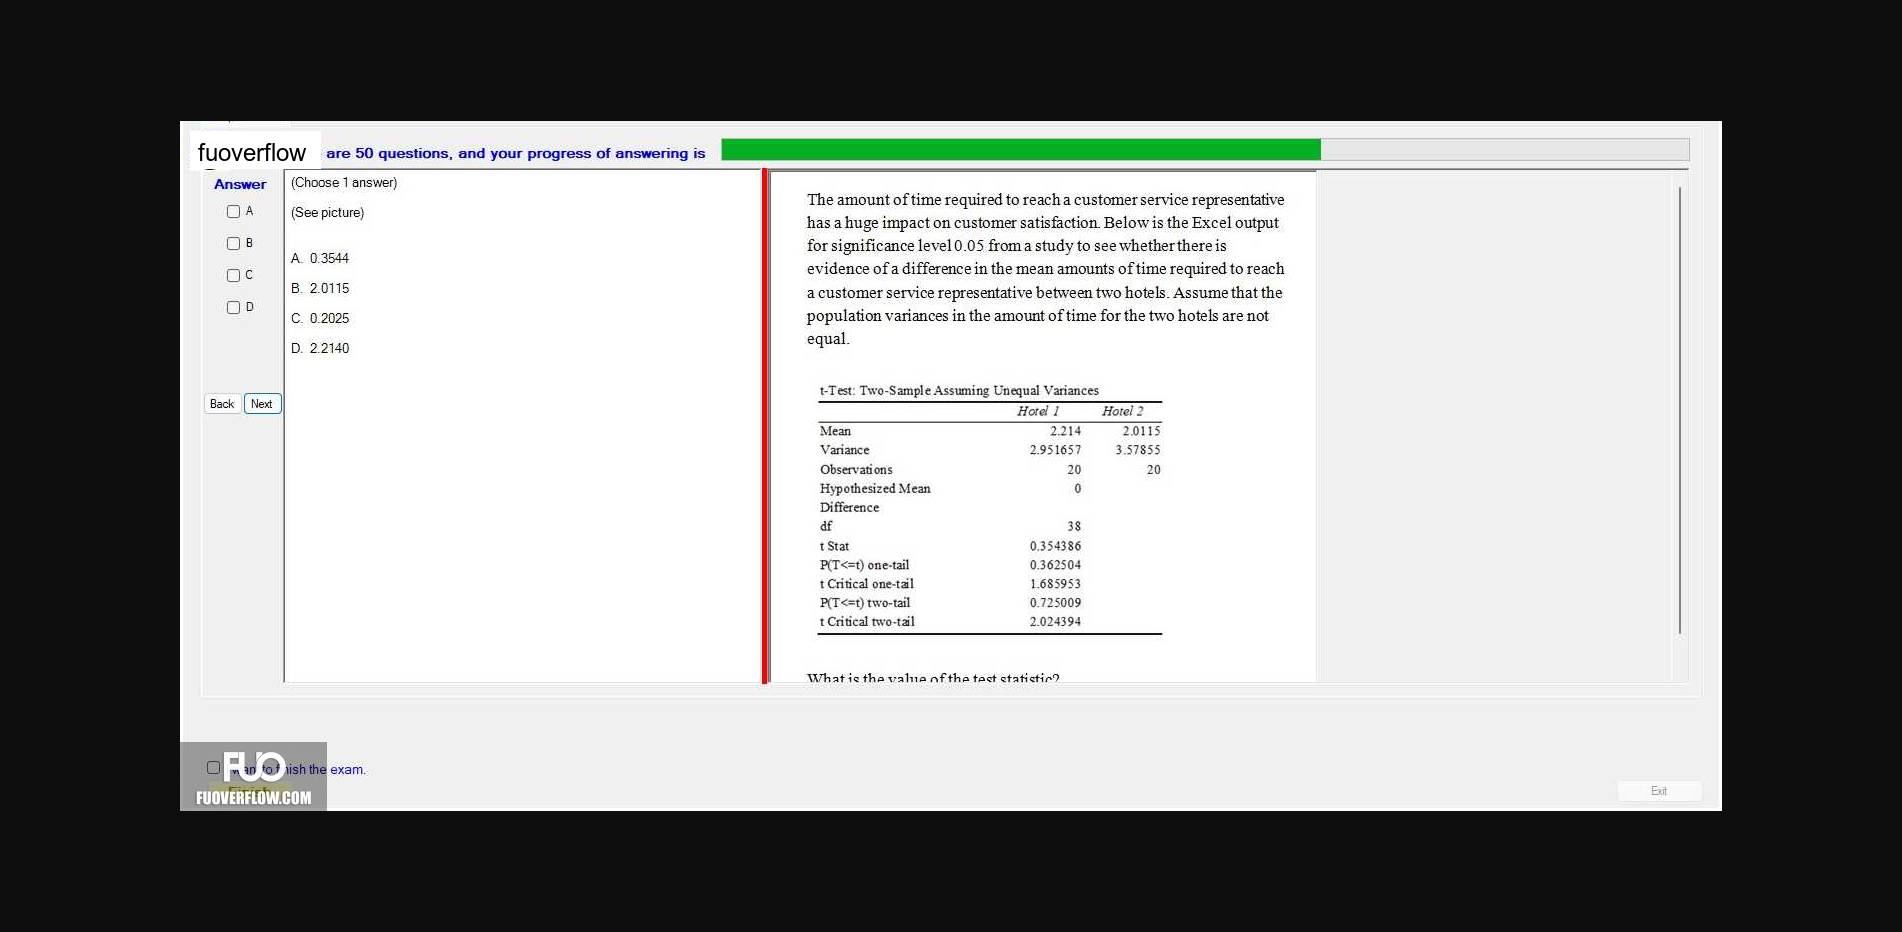 fuoverflow are 50 questions, and your progress of answering is
Answer
A
B
C
D
Back Next
(Choose 1 answer)
(See picture)
A. 0.3544
B. 2.0115
C. 0.2025
D. 2.2140
The amount of time required to reach a customer service representative
has a huge impact on customer satisfaction. Below is the Excel output
for significance level 0.05 from a study to see whether there is
evidence of a difference in the mean amounts of time required to reach
a customer service representative between two hotels. Assume that the
population variances in the amount of time for the two hotels are not
equal.
t-Test: Two-Sample Assuming Unequal Variances
Hotel 1 Hotel 2
Mean 2.214 2.0115
Variance 2.951657 3.57855
Observations 20 20
Hypothesized Mean 0
Difference
df 38
t Stat 0.354386
P(T<=t) one-tail 0.362504
t Critical one-tail 1.685953
P(T<=t) two-tail 0.725009
t Critical two-tail 2.024394
What is the value of the test statistic?
want to finish the exam.
Finish
FUO
FUOVERFLOW.COM
Exit